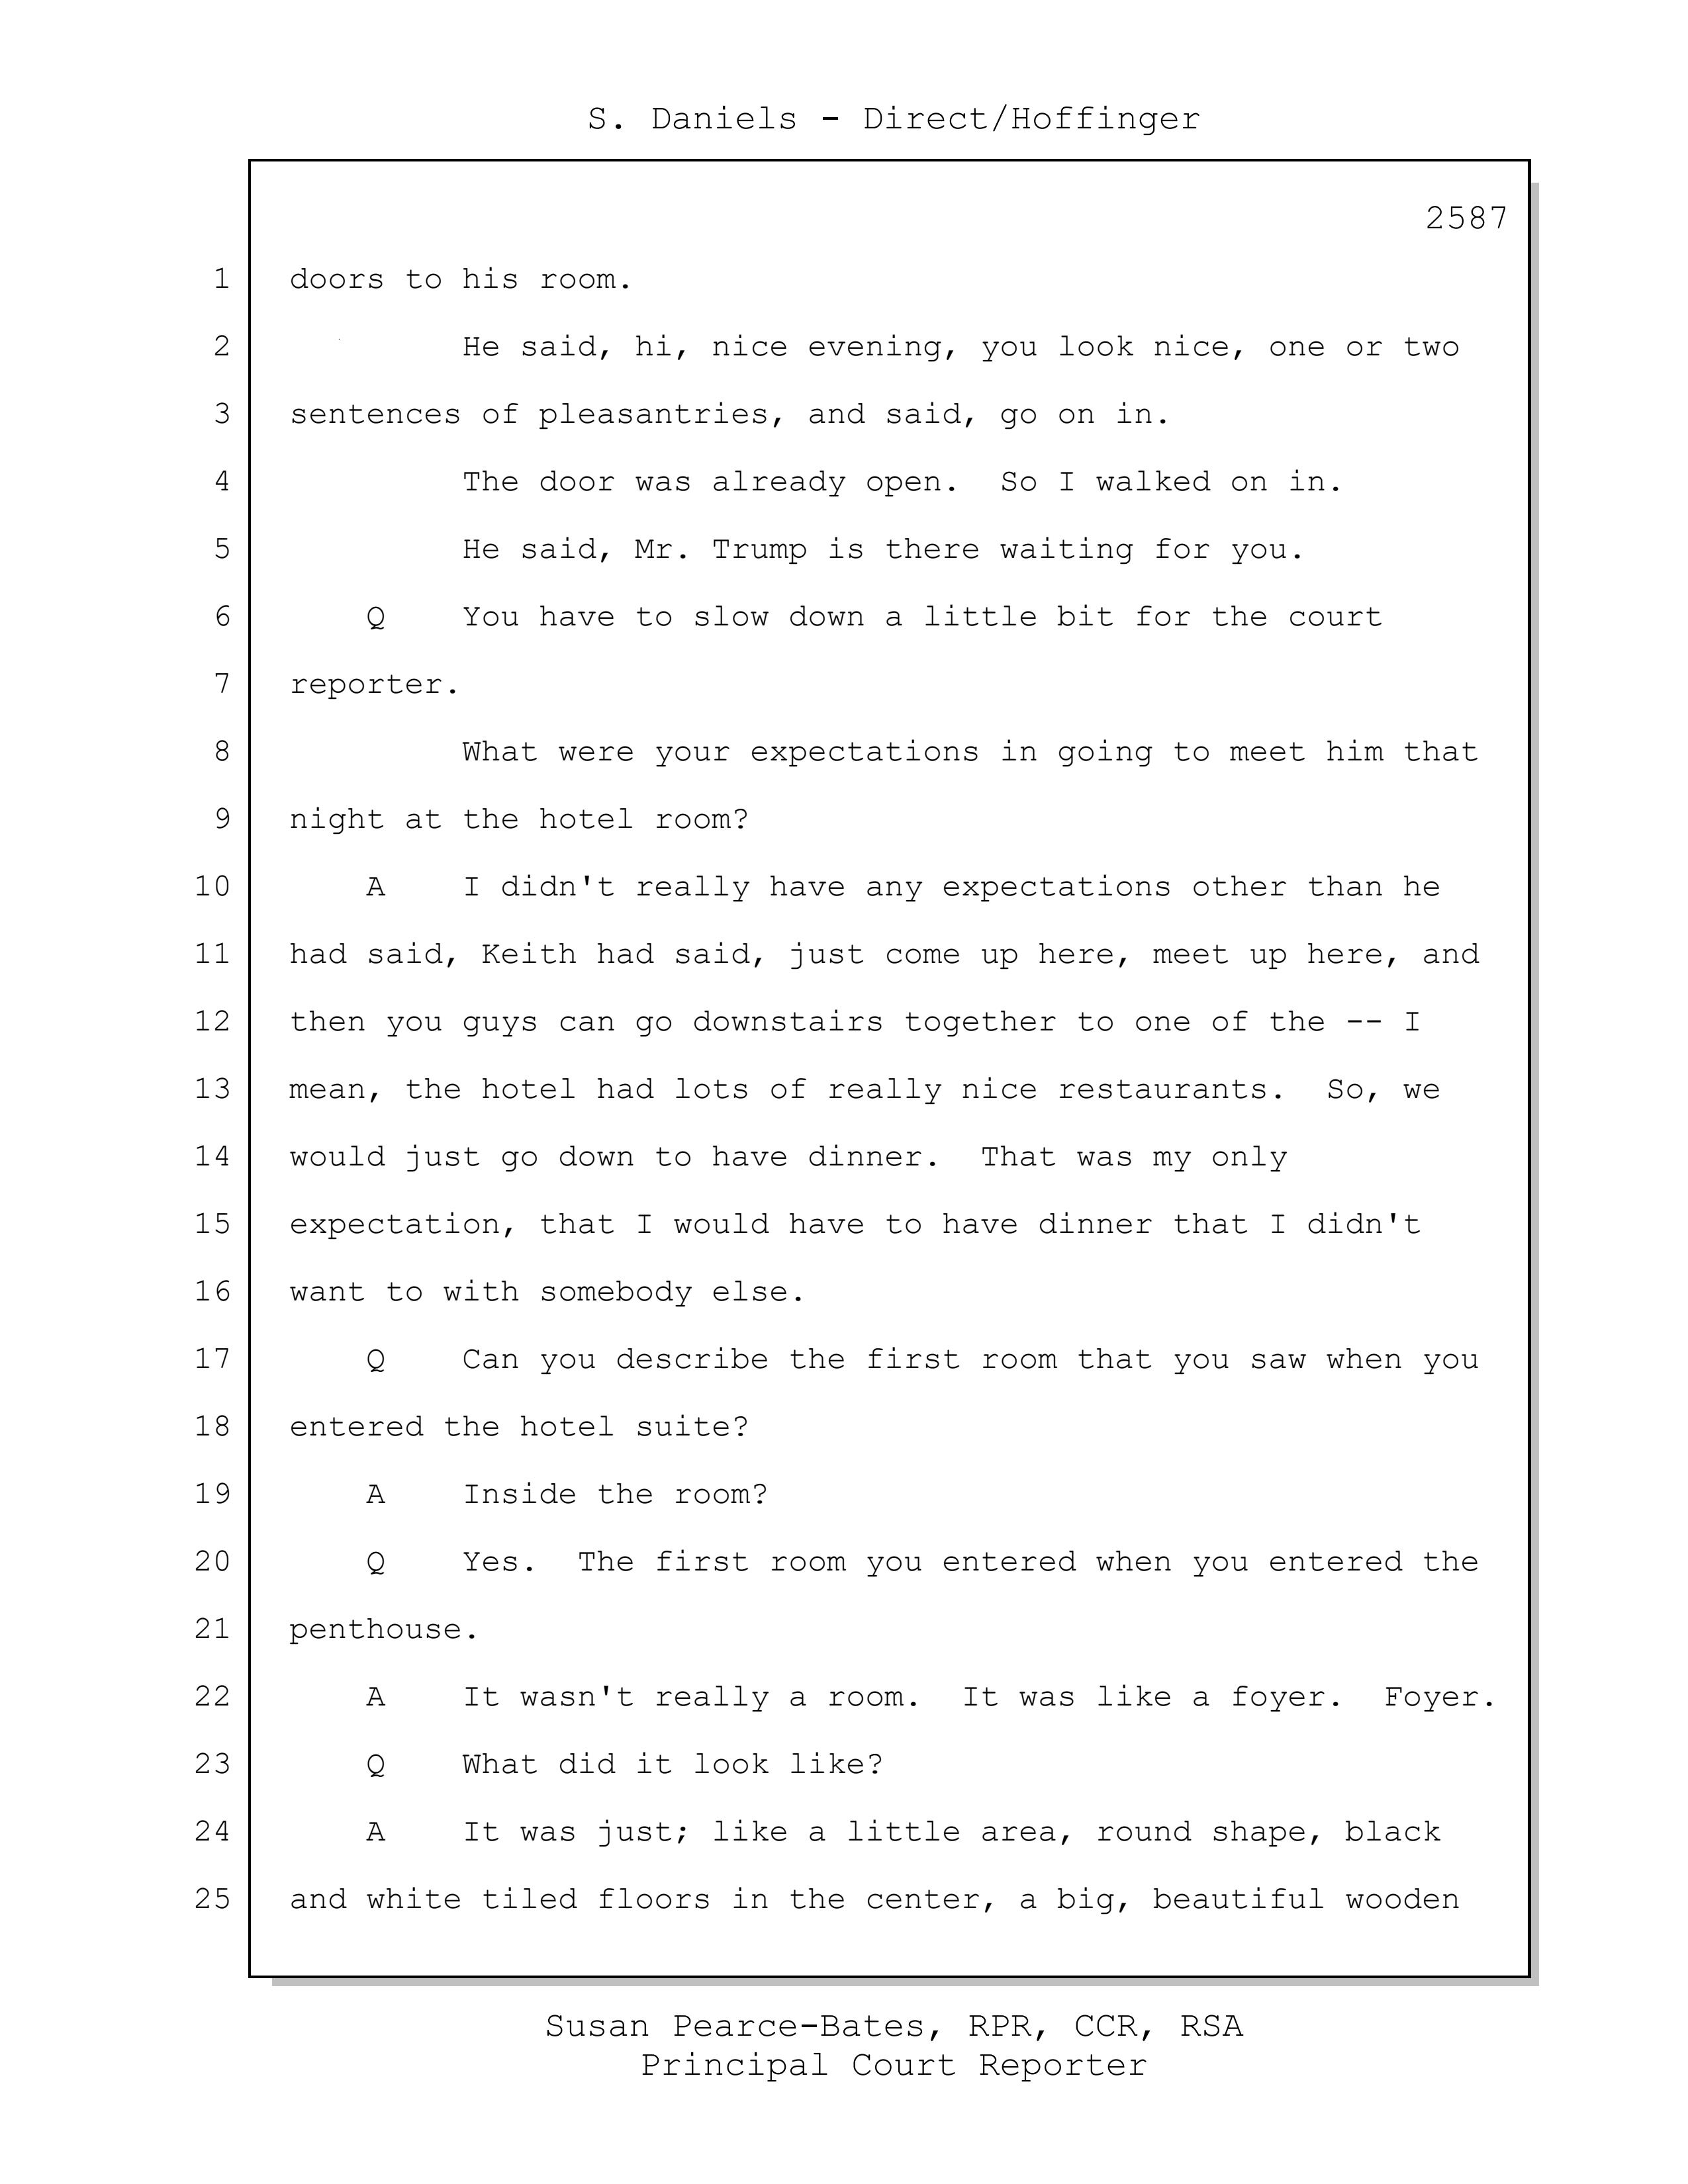 S. Daniels - Direct/Hoffinger
2587
1 doors to his room.
2 He said, hi, nice evening, you look nice, one or two
3 sentences of pleasantries, and said, go on in.
4 The door was already open.  So I walked on in.
5 He said, Mr. Trump is there waiting for you.
6 Q You have to slow down a little bit for the court
7 reporter.
8 What were your expectations in going to meet him that
9 night at the hotel room?
10 A I didn't really have any expectations other than he
11 had said, Keith had said, just come up here, meet up here, and
12 then you guys can go downstairs together to one of the -- I
13 mean, the hotel had lots of really nice restaurants.  So, we
14 would just go down to have dinner.  That was my only
15 expectation, that I would have to have dinner that I didn't
16 want to with somebody else.
17 Q Can you describe the first room that you saw when you
18 entered the hotel suite?
19 A Inside the room?
20 Q Yes.  The first room you entered when you entered the
21 penthouse.
22 A It wasn't really a room.  It was like a foyer.  Foyer.
23 Q What did it look like?
24 A It was just; like a little area, round shape, black
25 and white tiled floors in the center, a big, beautiful wooden
Susan Pearce-Bates, RPR, CCR, RSA
Principal Court Reporter